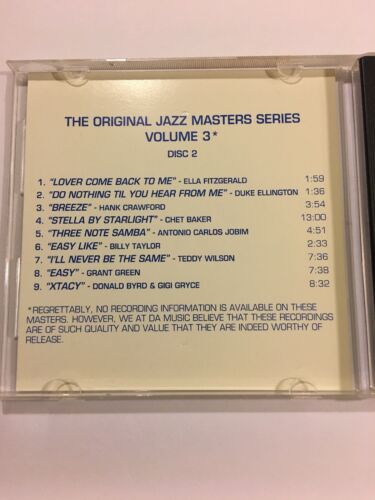 THE ORIGINAL JAZZ MASTERS SERIES
VOLUME 3*
DISC 2
1. "LOVER COME BACK TO ME" - ELLA FITZGERALD 1:59
2. "DO NOTHING TIL YOU HEAR FROM ME" - DUKE ELLINGTON 1:36
3. "BREEZE" - HANK CRAWFORD 3:54
4. "STELLA BY STARLIGHT" - CHET BAKER 13:00
5. "THREE NOTE SAMBA" - ANTONIO CARLOS JOBIM 4:51
6. "EASY LIKE" - BILLY TAYLOR 2:33
7. "I'LL NEVER BE THE SAME" - TEDDY WILSON 7:36
8. "EASY" - GRANT GREEN 7:38
9. "XTACY" - DONALD BYRD & GIGI GRYCE 8:32
*REGRETTABLY, NO RECORDING INFORMATION IS AVAILABLE ON THESE
MASTERS. HOWEVER, WE AT DA MUSIC BELIEVE THAT THESE RECORDINGS
ARE OF SUCH QUALITY AND VALUE THAT THEY ARE INDEED WORTHY OF
RELEASE.